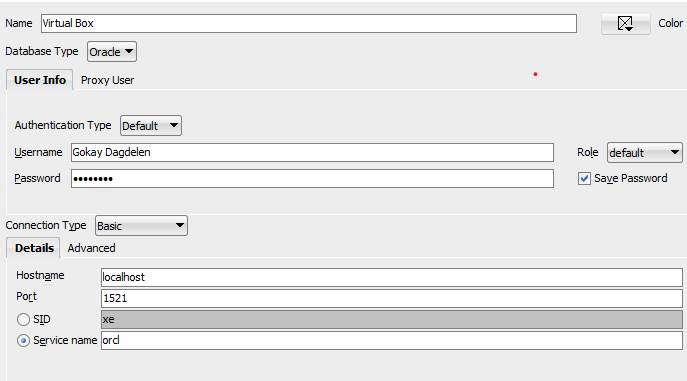 Name Virtual Box Color
Database Type Oracle
User Info Proxy User
Authentication Type Default
Username Gokay Dagdelen Role default
Password •••••••• Save Password
Connection Type Basic
Details Advanced
Hostname localhost
Port 1521
SID xe
Service name orcl